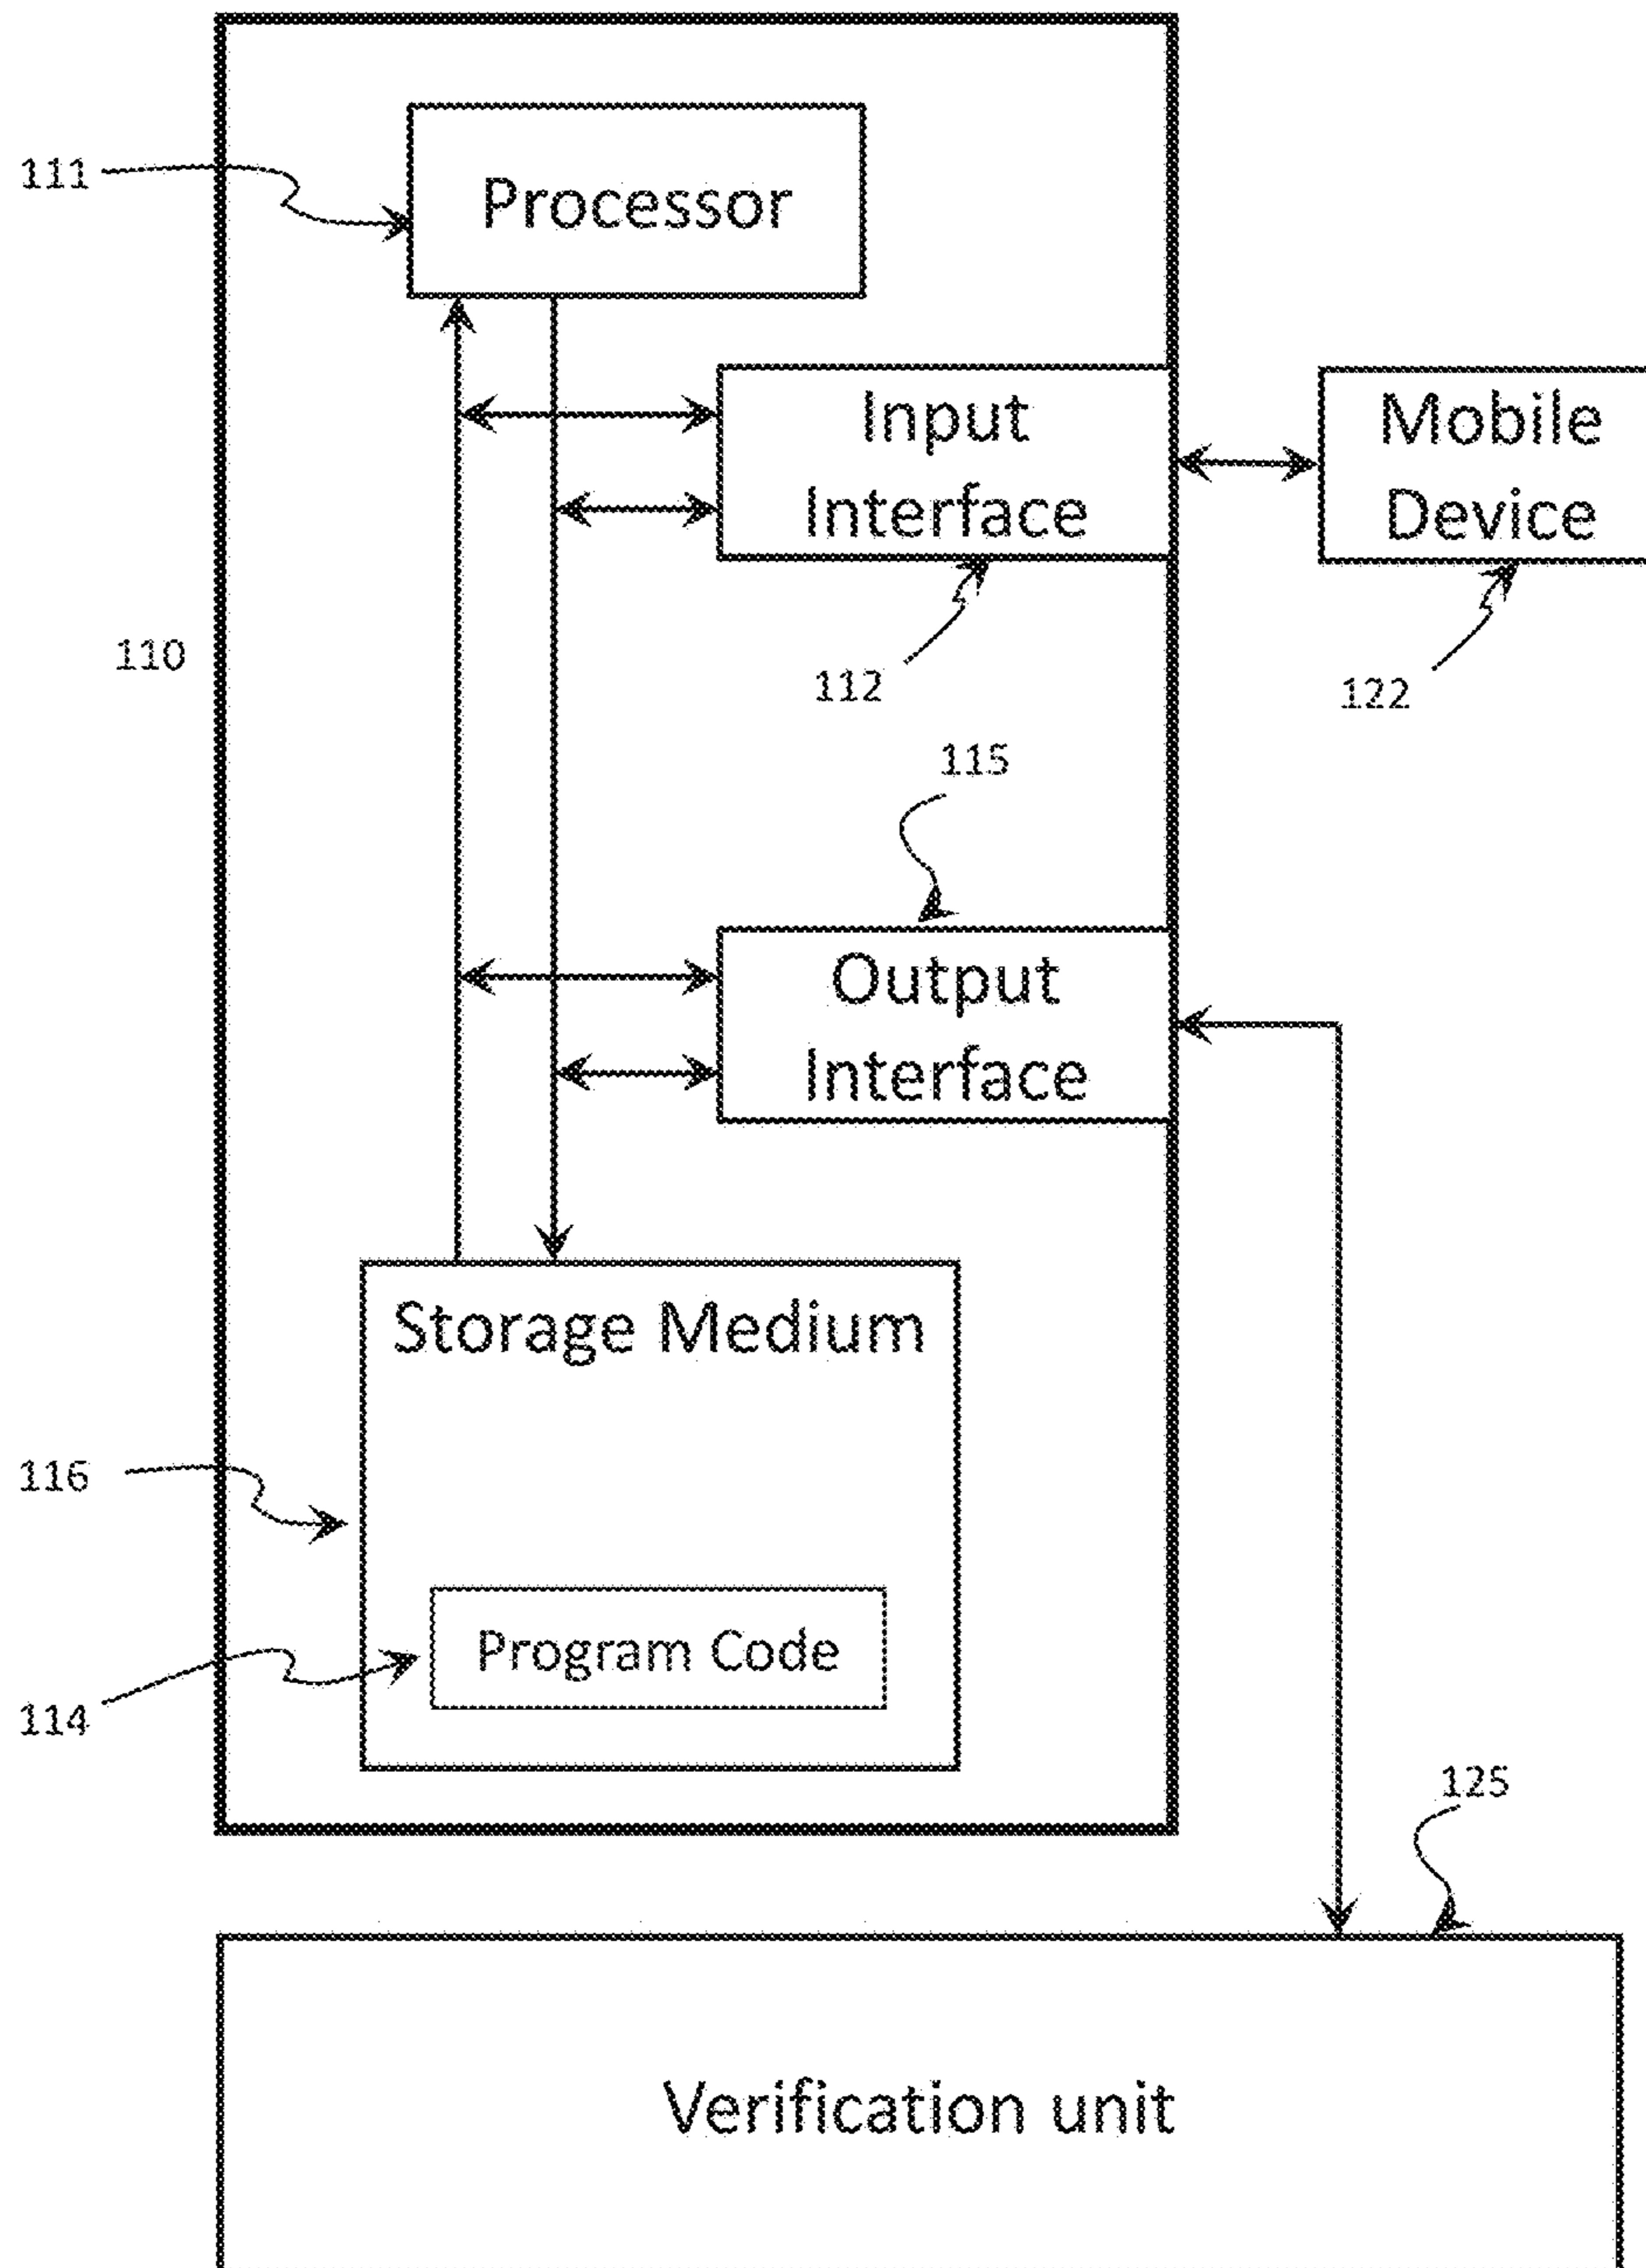 111
Processor
Input
Interface
Mobile
Device
110
112
122
115
Output
Interface
Storage Medium
116
Program Code
114
125
Verification unit